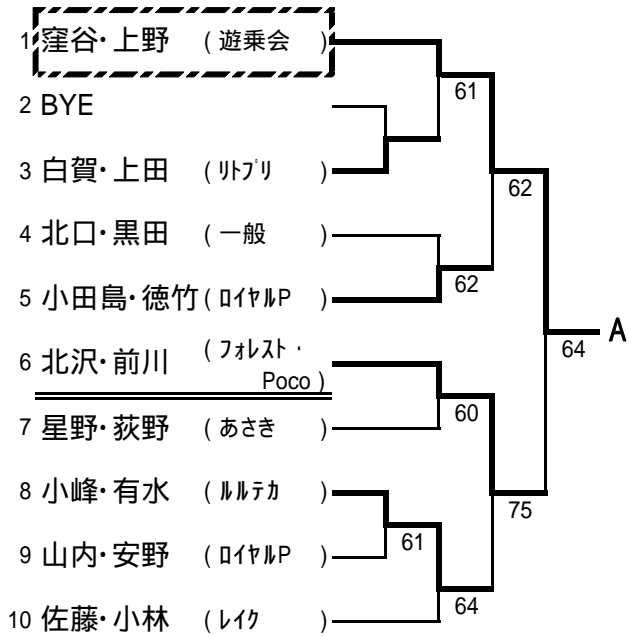 1 窪谷・上野 ( 遊乗会 )
61
2 BYE
3 白賀・上田 ( ﾘﾄﾌﾟﾘ )
62
4 北口・黒田 ( 一般 )
62
5 小田島・徳竹 ( ﾛｲﾔﾙP )
A
64
6 北沢・前川 ( ﾌｫﾚｽﾄ・
Poco )
60
7 星野・荻野 ( あさき )
8 小峰・有水 ( ﾙﾙﾃｶ )
75
61
9 山内・安野 ( ﾛｲﾔﾙP )
64
10 佐藤・小林 ( ﾚｲｸ )